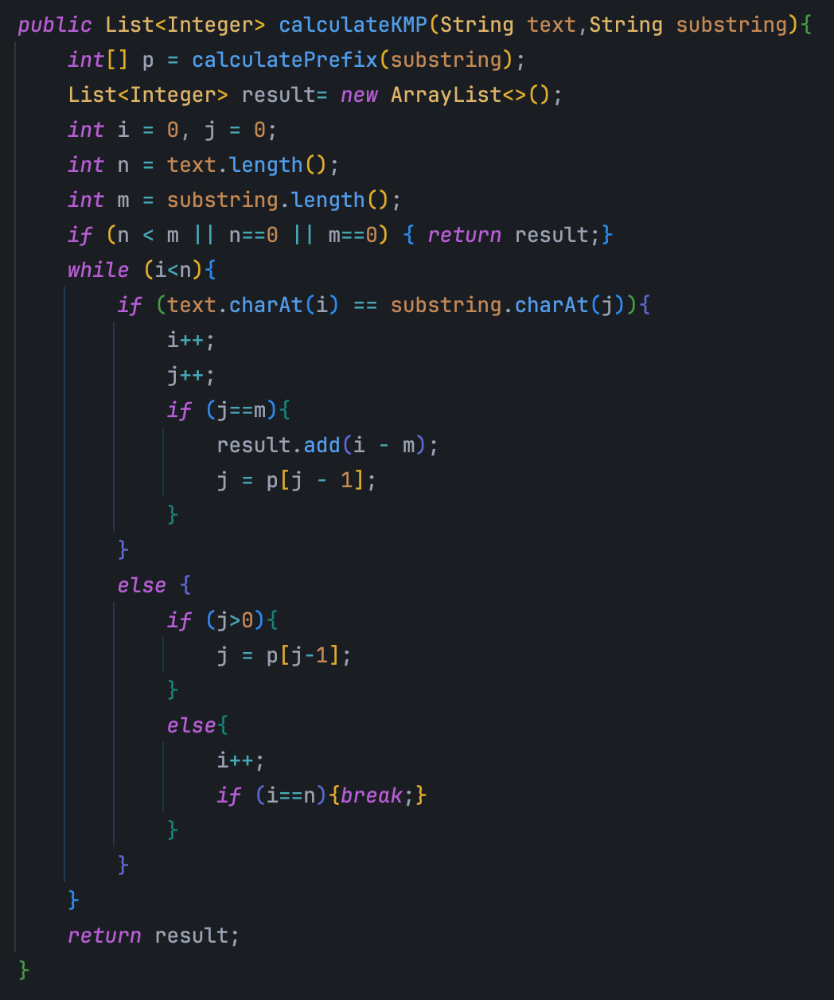 public List<Integer> calculateKMP(String text,String substring){
    int[] p = calculatePrefix(substring);
    List<Integer> result= new ArrayList<>();
    int i = 0, j = 0;
    int n = text.length();
    int m = substring.length();
    if (n < m || n==0 || m==0) { return result;}
    while (i<n){
        if (text.charAt(i) == substring.charAt(j)){
            i++;
            j++;
            if (j==m){
                result.add(i - m);
                j = p[j - 1];
            }
        }
        else {
            if (j>0){
                j = p[j-1];
            }
            else{
                i++;
                if (i==n){break;}
            }
        }
    }
    return result;
}